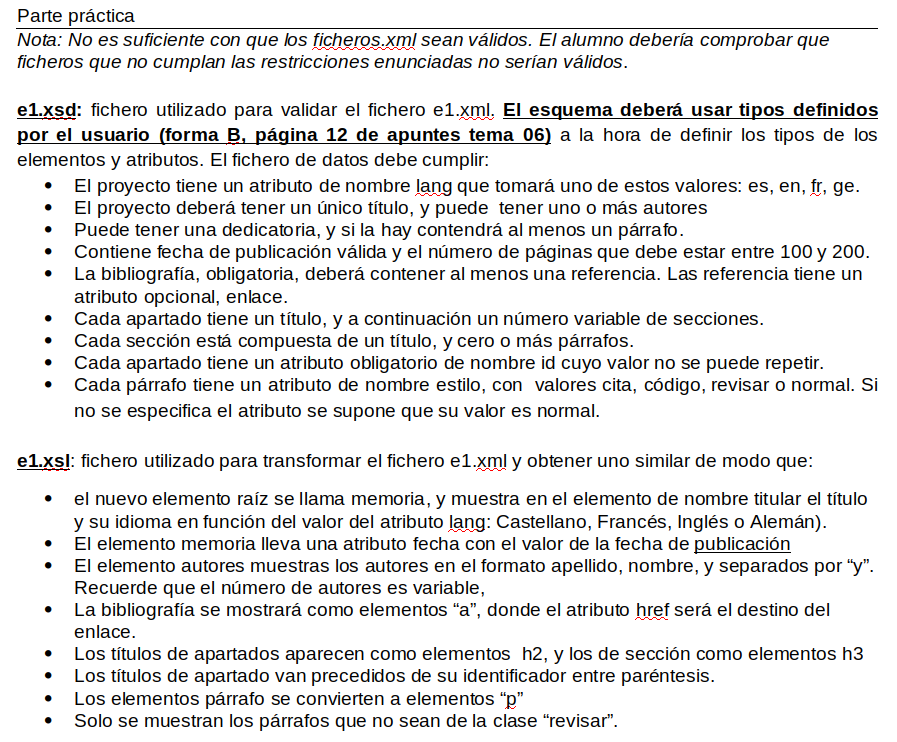 Parte práctica
Nota: No es suficiente con que los ficheros.xml sean válidos. El alumno debería comprobar que
ficheros que no cumplan las restricciones enunciadas no serían válidos.
e1.xsd: fichero utilizado para validar el fichero e1.xml. El esquema deberá usar tipos definidos
por el usuario (forma B, página 12 de apuntes tema 06) a la hora de definir los tipos de los
elementos y atributos. El fichero de datos debe cumplir:
• El proyecto tiene un atributo de nombre lang que tomará uno de estos valores: es, en, fr, ge.
• El proyecto deberá tener un único título, y puede  tener uno o más autores
• Puede tener una dedicatoria, y si la hay contendrá al menos un párrafo.
• Contiene fecha de publicación válida y el número de páginas que debe estar entre 100 y 200.
• La bibliografía, obligatoria, deberá contener al menos una referencia. Las referencia tiene un
atributo opcional, enlace.
• Cada apartado tiene un título, y a continuación un número variable de secciones.
• Cada sección está compuesta de un título, y cero o más párrafos.
• Cada apartado tiene un atributo obligatorio de nombre id cuyo valor no se puede repetir.
• Cada párrafo tiene un atributo de nombre estilo, con  valores cita, código, revisar o normal. Si
no se especifica el atributo se supone que su valor es normal.
e1.xsl: fichero utilizado para transformar el fichero e1.xml y obtener uno similar de modo que:
• el nuevo elemento raíz se llama memoria, y muestra en el elemento de nombre titular el título
y su idioma en función del valor del atributo lang: Castellano, Francés, Inglés o Alemán).
• El elemento memoria lleva una atributo fecha con el valor de la fecha de publicación
• El elemento autores muestras los autores en el formato apellido, nombre, y separados por “y”.
Recuerde que el número de autores es variable,
• La bibliografía se mostrará como elementos “a”, donde el atributo href será el destino del
enlace.
• Los títulos de apartados aparecen como elementos  h2, y los de sección como elementos h3
• Los títulos de apartado van precedidos de su identificador entre paréntesis.
• Los elementos párrafo se convierten a elementos “p”
• Solo se muestran los párrafos que no sean de la clase “revisar”.